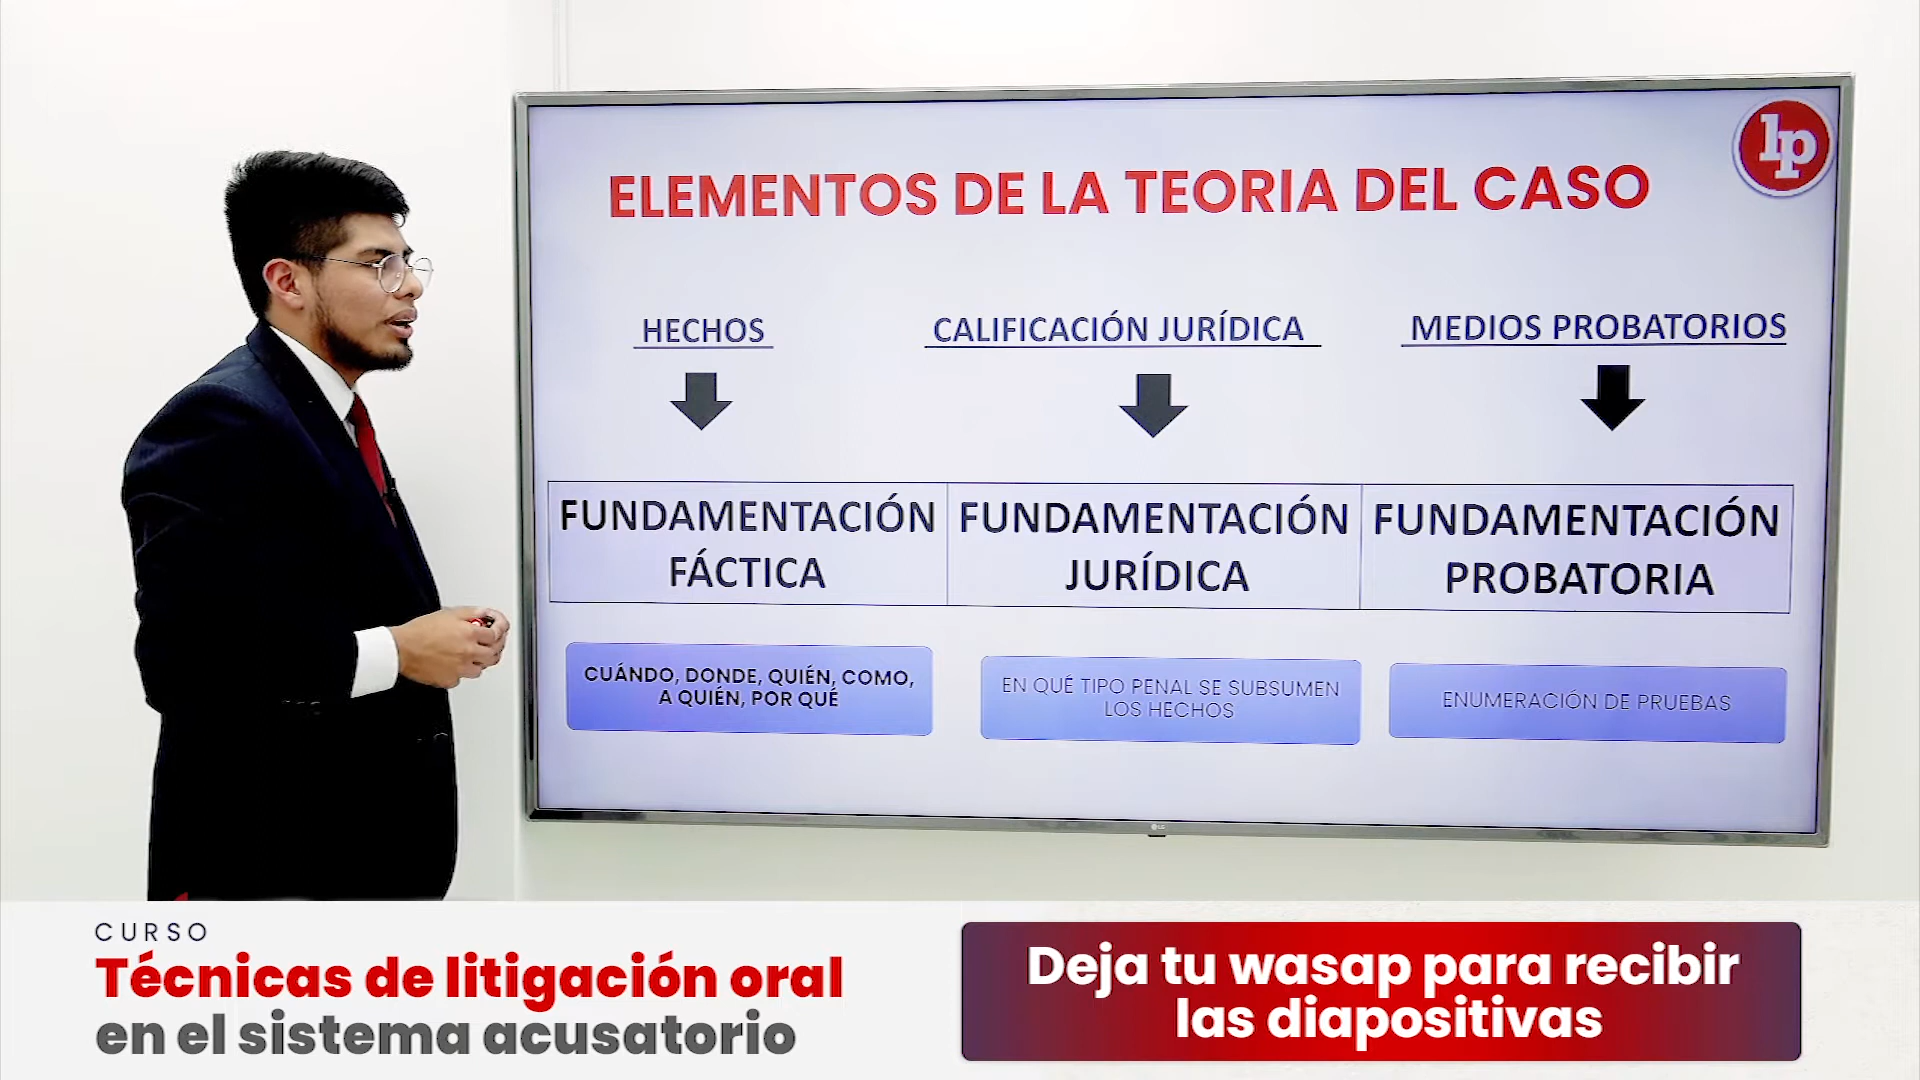 lp
ELEMENTOS DE LA TEORIA DEL CASO
HECHOS
CALIFICACIÓN JURÍDICA
MEDIOS PROBATORIOS
FUNDAMENTACIÓN
FÁCTICA
FUNDAMENTACIÓN
JURÍDICA
FUNDAMENTACIÓN
PROBATORIA
CUÁNDO, DONDE, QUIÉN, COMO,
A QUIÉN, POR QUÉ
EN QUÉ TIPO PENAL SE SUBSUMEN
LOS HECHOS
ENUMERACIÓN DE PRUEBAS
LG
CURSO
Técnicas de litigación oral
en el sistema acusatorio
Deja tu wasap para recibir
las diapositivas